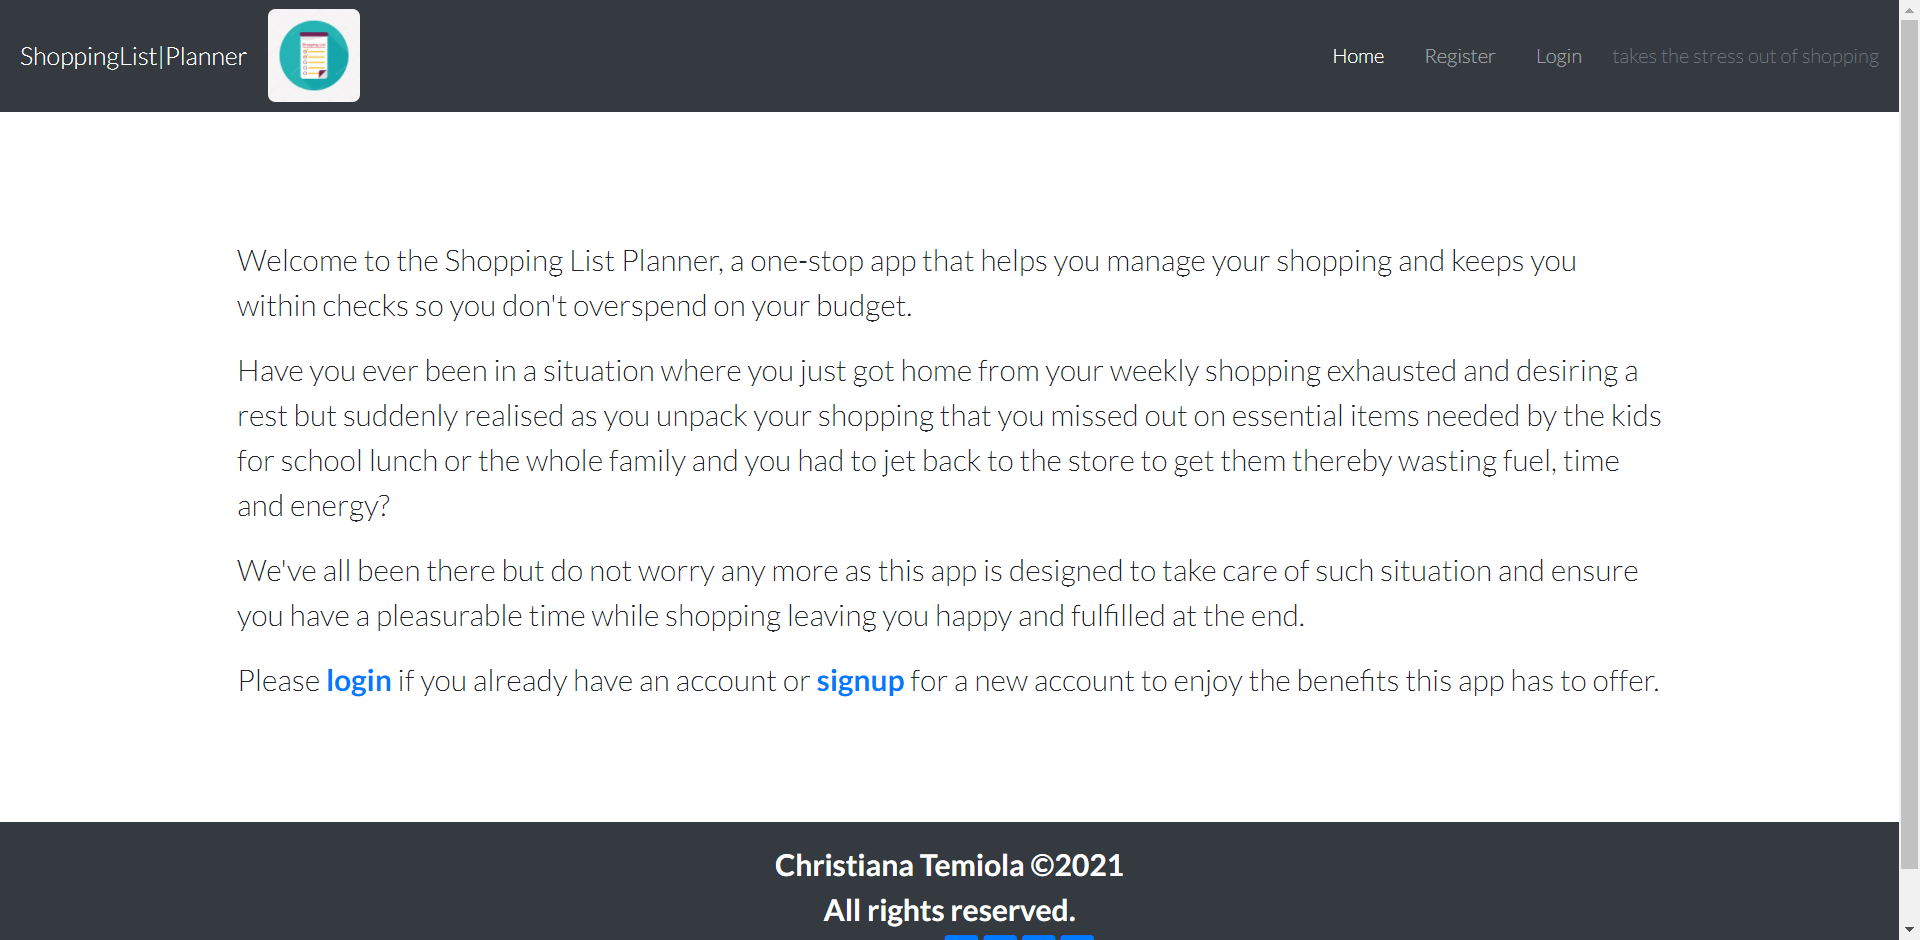 ShoppingList|Planner
Shopping List
Home
Register
Login
takes the stress out of shopping
Welcome to the Shopping List Planner, a one-stop app that helps you manage your shopping and keeps you
within checks so you don't overspend on your budget.
Have you ever been in a situation where you just got home from your weekly shopping exhausted and desiring a
rest but suddenly realised as you unpack your shopping that you missed out on essential items needed by the kids
for school lunch or the whole family and you had to jet back to the store to get them thereby wasting fuel, time
and energy?
We've all been there but do not worry any more as this app is designed to take care of such situation and ensure
you have a pleasurable time while shopping leaving you happy and fulfilled at the end.
Please login if you already have an account or signup for a new account to enjoy the benefits this app has to offer.
Christiana Temiola ©2021
All rights reserved.